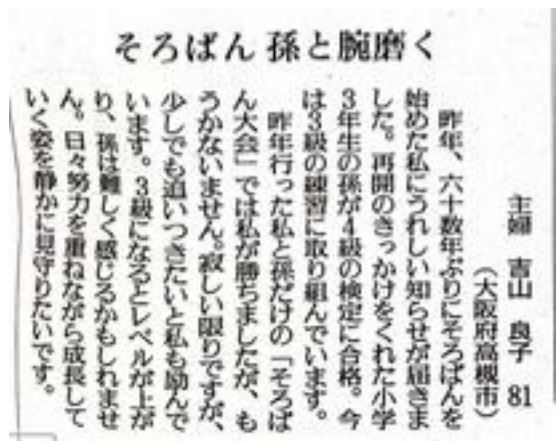 そろばん 孫と腕磨く
主婦 吉山 良子 81
(大阪府高槻市)
昨年、六十数年ぶりにそろばんを
始めた私にうれしい知らせが届きま
した。再開のきっかけをくれた小学
3年生の孫が4級の検定に合格。今
は3級の練習に取り組んでいます。
昨年行った私と孫だけの「そろば
ん大会」では私が勝ちましたが、も
うかないません。寂しい限りですが、
少しでも追いつきたいと私も励んで
います。3級になるとレベルが上が
り、孫は難しく感じるかもしれませ
ん。日々努力を重ねながら成長して
いく姿を静かに見守りたいです。